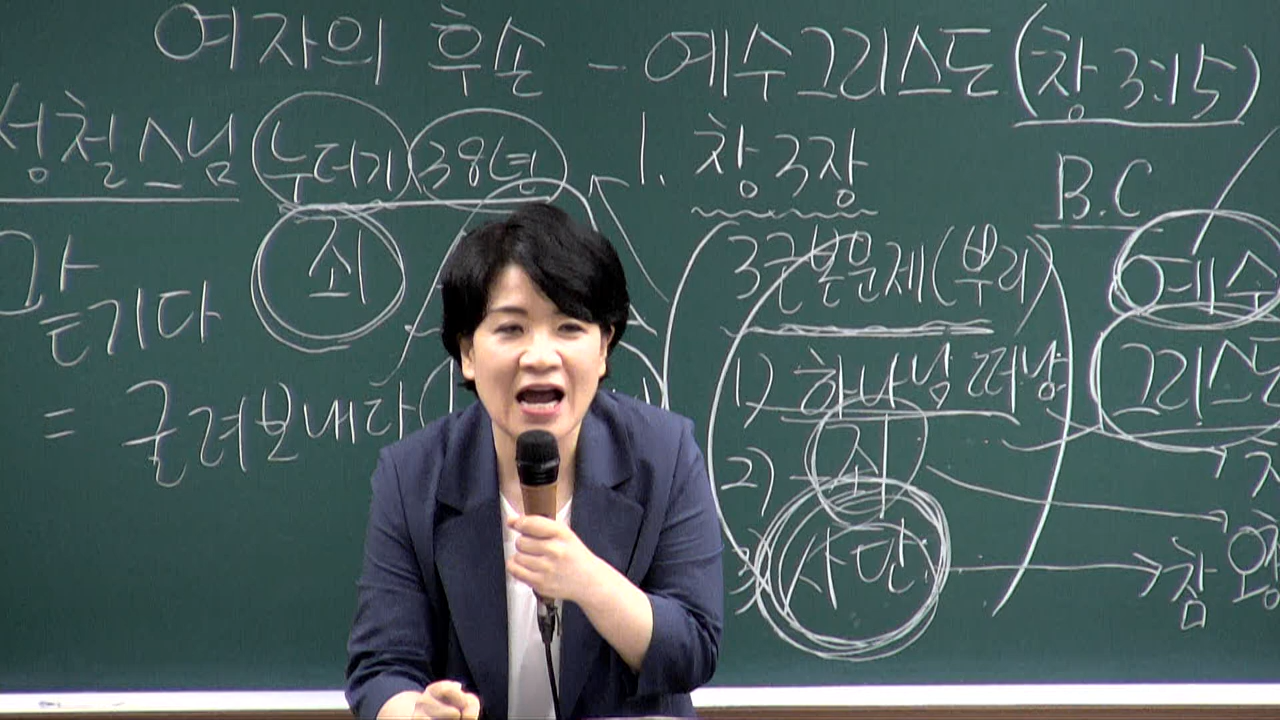 여자의 후손 - 예수그리스도 (창 3:15)
성철스님 누더기 38년
죄
튀기다
= 굴려보내다
1. 창 3장
3근본문제 (뿌리)
1) 하나님 떠남
2) 죄
3) 사단
B.C
예수
그리스도
참 왕